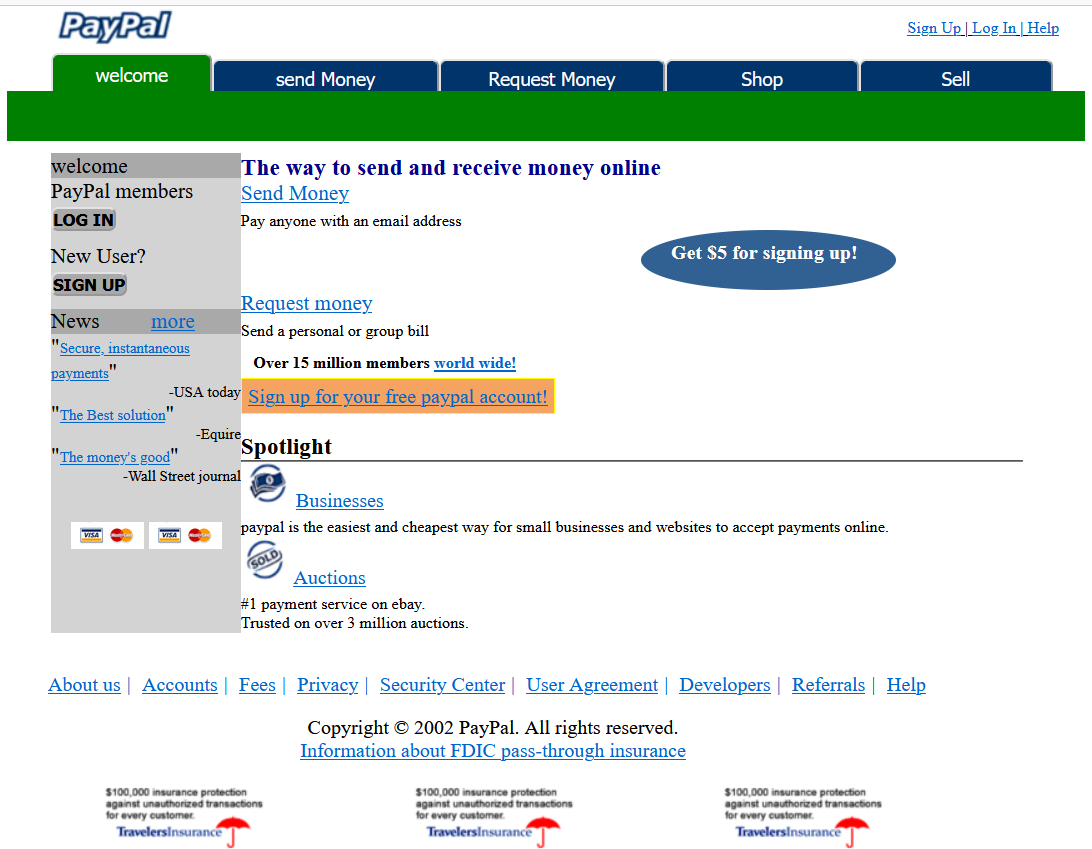 PayPal
Sign Up | Log In | Help
welcome
send Money
Request Money
Shop
Sell
welcome
PayPal members
LOG IN
New User?
SIGN UP
News more
"Secure, instantaneous
payments"
-USA today
"The Best solution"
-Equire
"The money's good"
-Wall Street journal
VISA MasterCard VISA MasterCard
The way to send and receive money online
Send Money
Pay anyone with an email address
Get $5 for signing up!
Request money
Send a personal or group bill
Over 15 million members world wide!
Sign up for your free paypal account!
Spotlight
Businesses
paypal is the easiest and cheapest way for small businesses and websites to accept payments online.
SOLD
Auctions
#1 payment service on ebay.
Trusted on over 3 million auctions.
About us | Accounts | Fees | Privacy | Security Center | User Agreement | Developers | Referrals | Help
Copyright © 2002 PayPal. All rights reserved.
Information about FDIC pass-through insurance
$100,000 insurance protection
against unauthorized transactions
for every customer.
TravelersInsurance
$100,000 insurance protection
against unauthorized transactions
for every customer.
TravelersInsurance
$100,000 insurance protection
against unauthorized transactions
for every customer.
TravelersInsurance